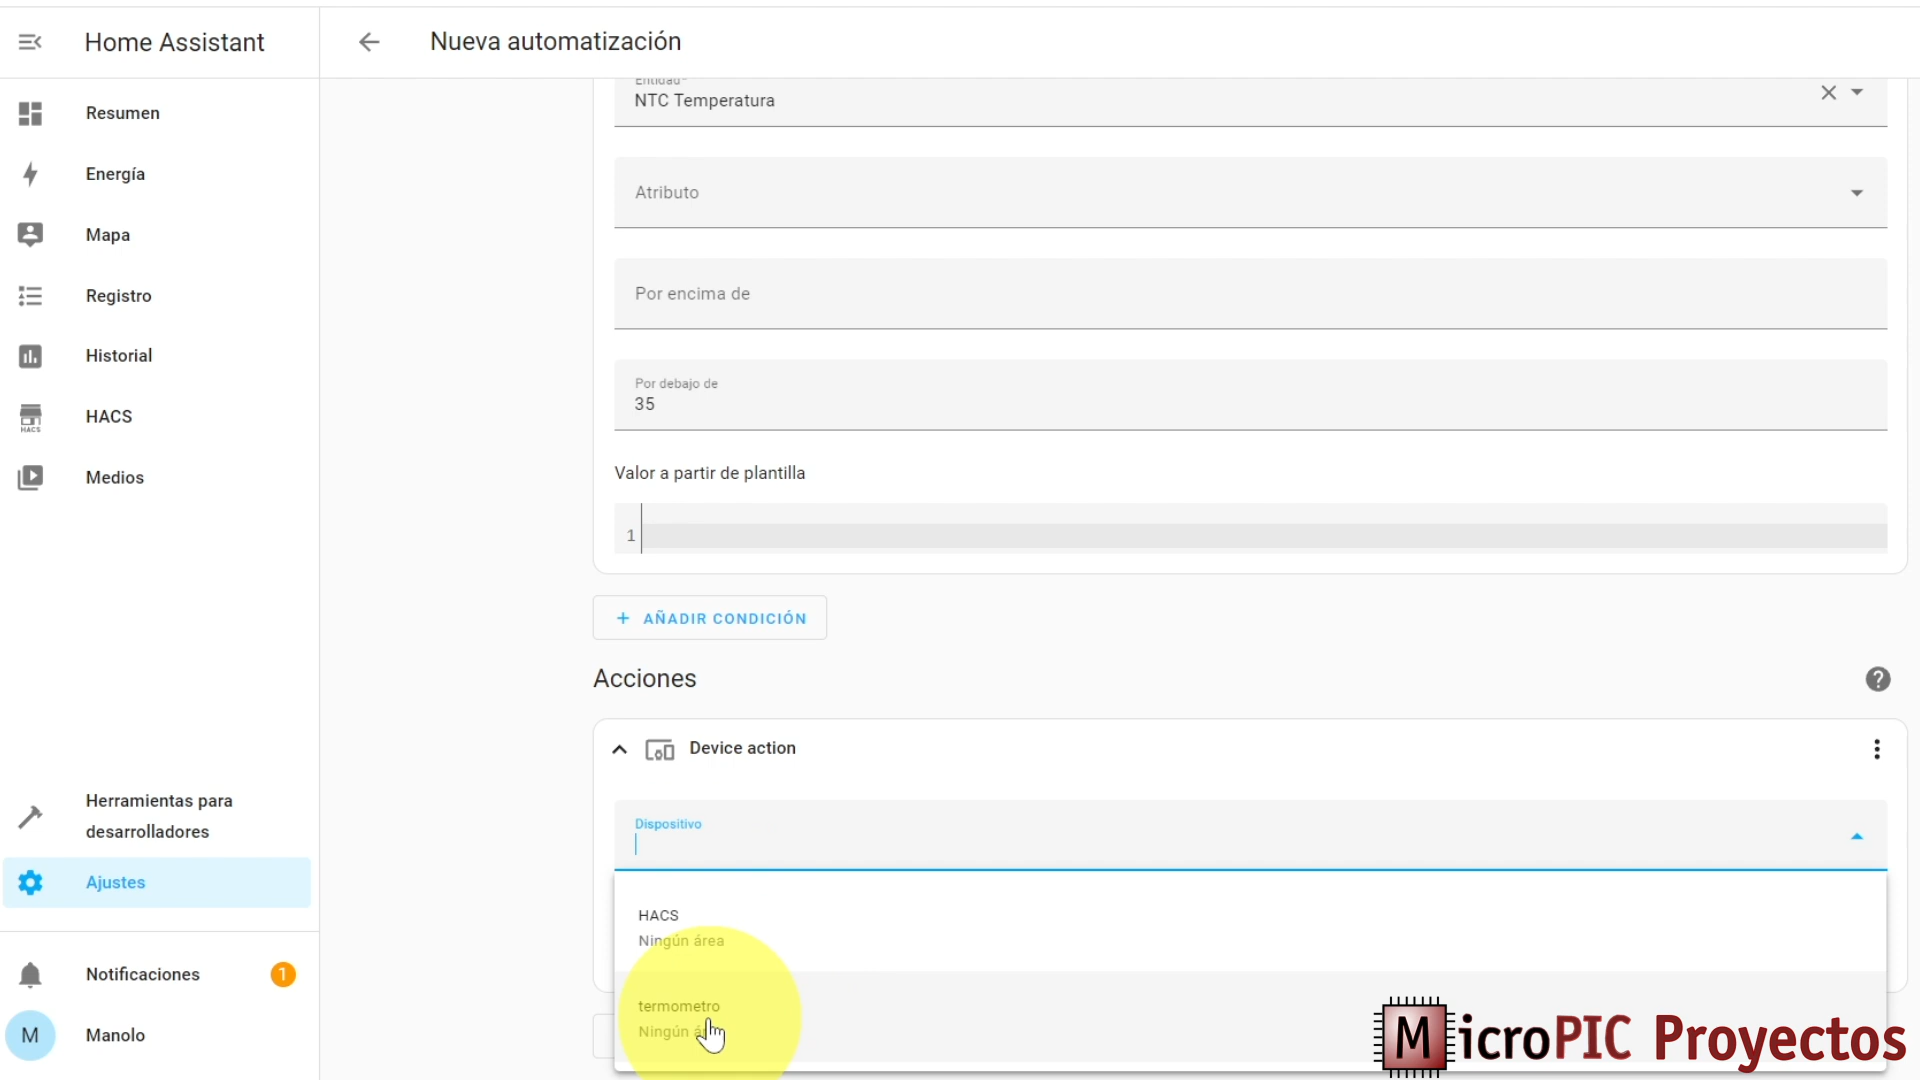 Home Assistant
Nueva automatización
Resumen
Energía
Mapa
Registro
Historial
HACS
HACS
Medios
Herramientas para
desarrolladores
Ajustes
Notificaciones
1
M
Manolo
Entidad*
NTC Temperatura
Atributo
Por encima de
Por debajo de
35
Valor a partir de plantilla
1
+ AÑADIR CONDICIÓN
Acciones
?
Device action
Dispositivo
HACS
Ningún área
termometro
Ningún
MicroPIC Proyectos